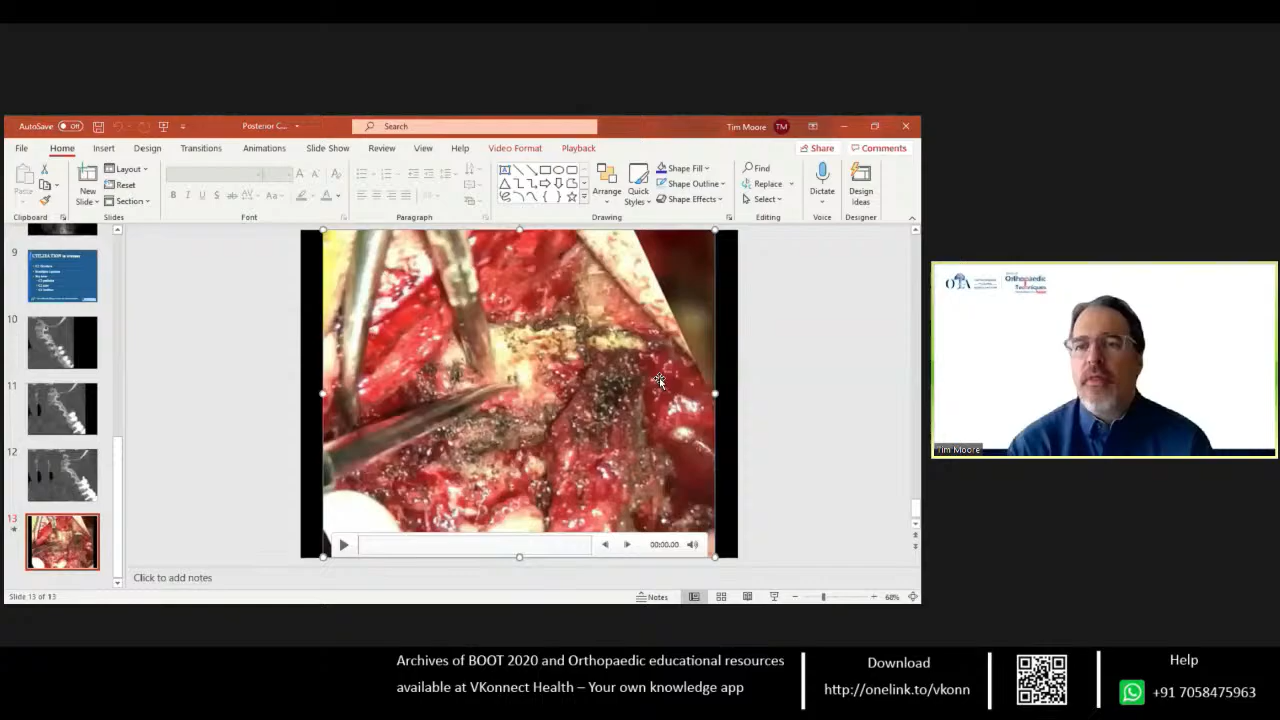 AutoSave Off
Posterior C...
Search
Tim Moore TM
File Home Insert Design Transitions Animations Slide Show Review View Help Video Format Playback
Share Comments
Paste
New
Slide
Layout
Reset
Section
Arrange
Quick
Styles
Shape Fill
Shape Outline
Shape Effects
Find
Replace
Select
Dictate
Design
Ideas
Clipboard Slides Font Paragraph Drawing Editing Voice Designer
9
10
11
12
13
00:00.00
Click to add notes
Slide 13 of 13
Notes
68%
OTA
Orthopaedic
Techniques
Tim Moore
Archives of BOOT 2020 and Orthopaedic educational resources
available at VKonnect Health – Your own knowledge app
Download
http://onelink.to/vkonn
Help
+91 7058475963